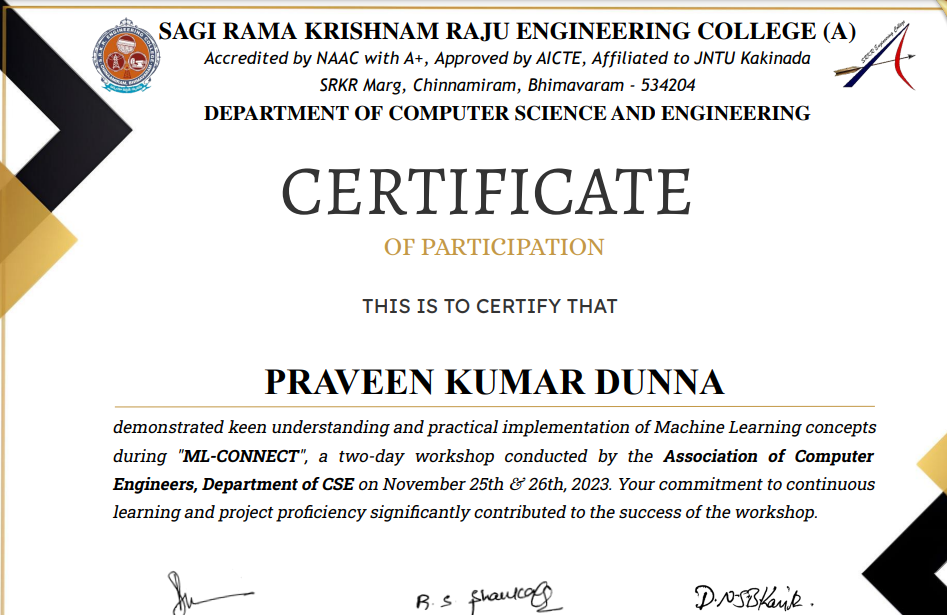 SAGI RAMA KRISHNAM RAJU ENGINEERING COLLEGE (A)
Accredited by NAAC with A+, Approved by AICTE, Affiliated to JNTU Kakinada
SRKR Marg, Chinnamiram, Bhimavaram - 534204
DEPARTMENT OF COMPUTER SCIENCE AND ENGINEERING
SRKR Engineering College
CERTIFICATE
OF PARTICIPATION
THIS IS TO CERTIFY THAT
PRAVEEN KUMAR DUNNA
demonstrated keen understanding and practical implementation of Machine Learning concepts
during "ML-CONNECT", a two-day workshop conducted by the Association of Computer
Engineers, Department of CSE on November 25th & 26th, 2023. Your commitment to continuous
learning and project proficiency significantly contributed to the success of the workshop.